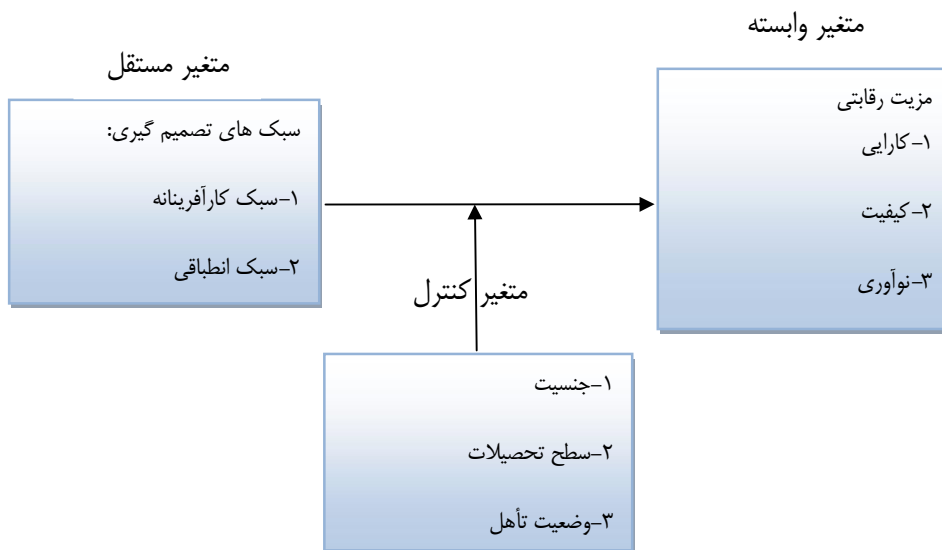 متغیر وابسته
مزیت رقابتی
۱-کارایی
۲-کیفیت
۳-نوآوری
متغیر مستقل
سبک های تصمیم گیری:
۱-سبک کارآفرینانه
۲-سبک انطباقی
متغیر کنترل
۱-جنسیت
۲-سطح تحصیلات
۳-وضعیت تأهل